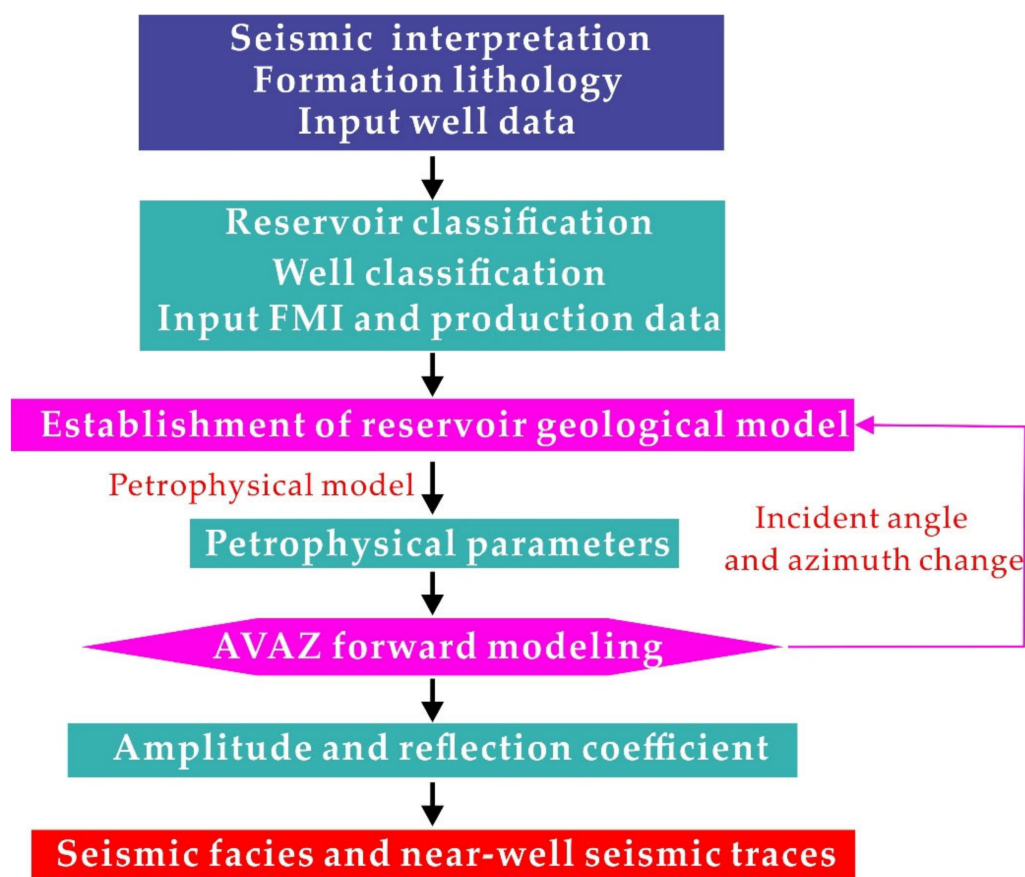 Seismic interpretation
Formation lithology
Input well data
Reservoir classification
Well classification
Input FMI and production data
Establishment of reservoir geological model
Petrophysical model
Petrophysical parameters
Incident angle
and azimuth change
AVAZ forward modeling
Amplitude and reflection coefficient
Seismic facies and near-well seismic traces